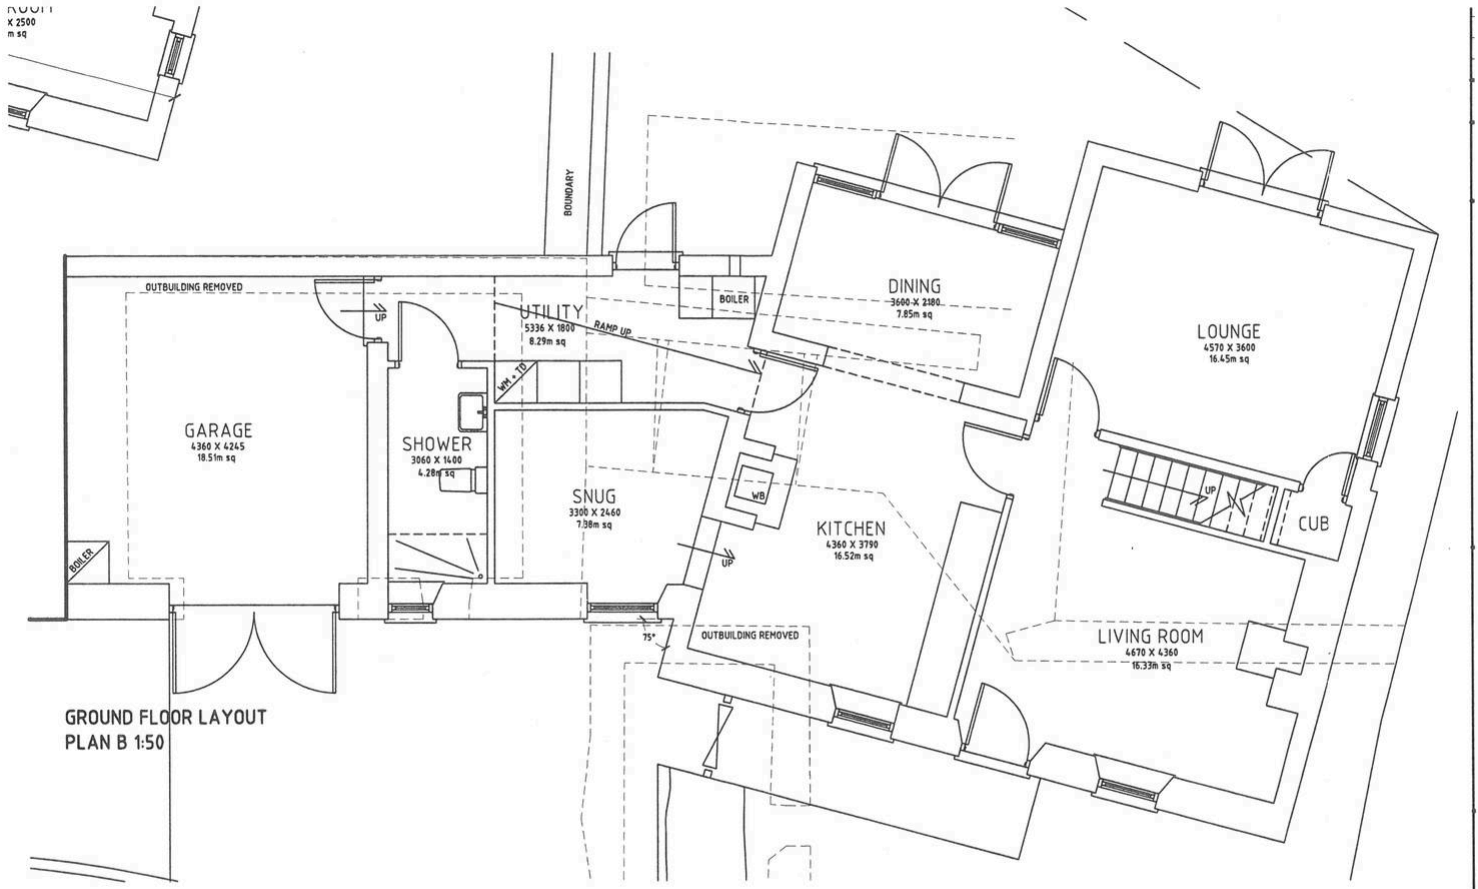 X 2500
m sq
BOUNDARY
OUTBUILDING REMOVED
UP
UTILITY
5336 X 1800
8.29m sq
RAMP UP
BOILER
DINING
3600 X 2180
7.85m sq
LOUNGE
4570 X 3600
16.45m sq
WM + TD
GARAGE
4360 X 4245
18.51m sq
SHOWER
3060 X 1400
4.28m sq
SNUG
3300 X 2460
7.38m sq
WB
KITCHEN
4360 X 3790
16.52m sq
UP
UP
CUB
BOILER
75°
OUTBUILDING REMOVED
LIVING ROOM
4670 X 4360
16.33m sq
GROUND FLOOR LAYOUT
PLAN B 1:50